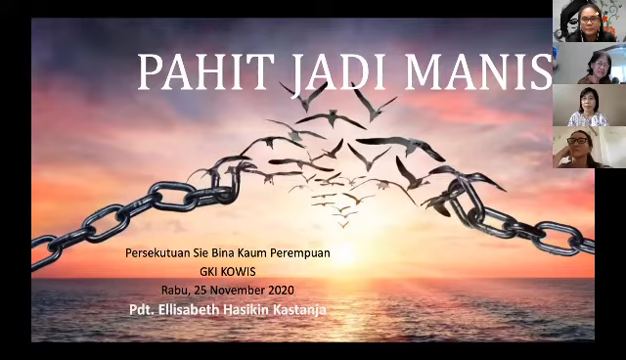 PAHIT JADI MANIS
Persekutuan Sie Bina Kaum Perempuan
GKI KOWIS
Rabu, 25 November 2020
Pdt. Ellisabeth Hasikin Kastanja